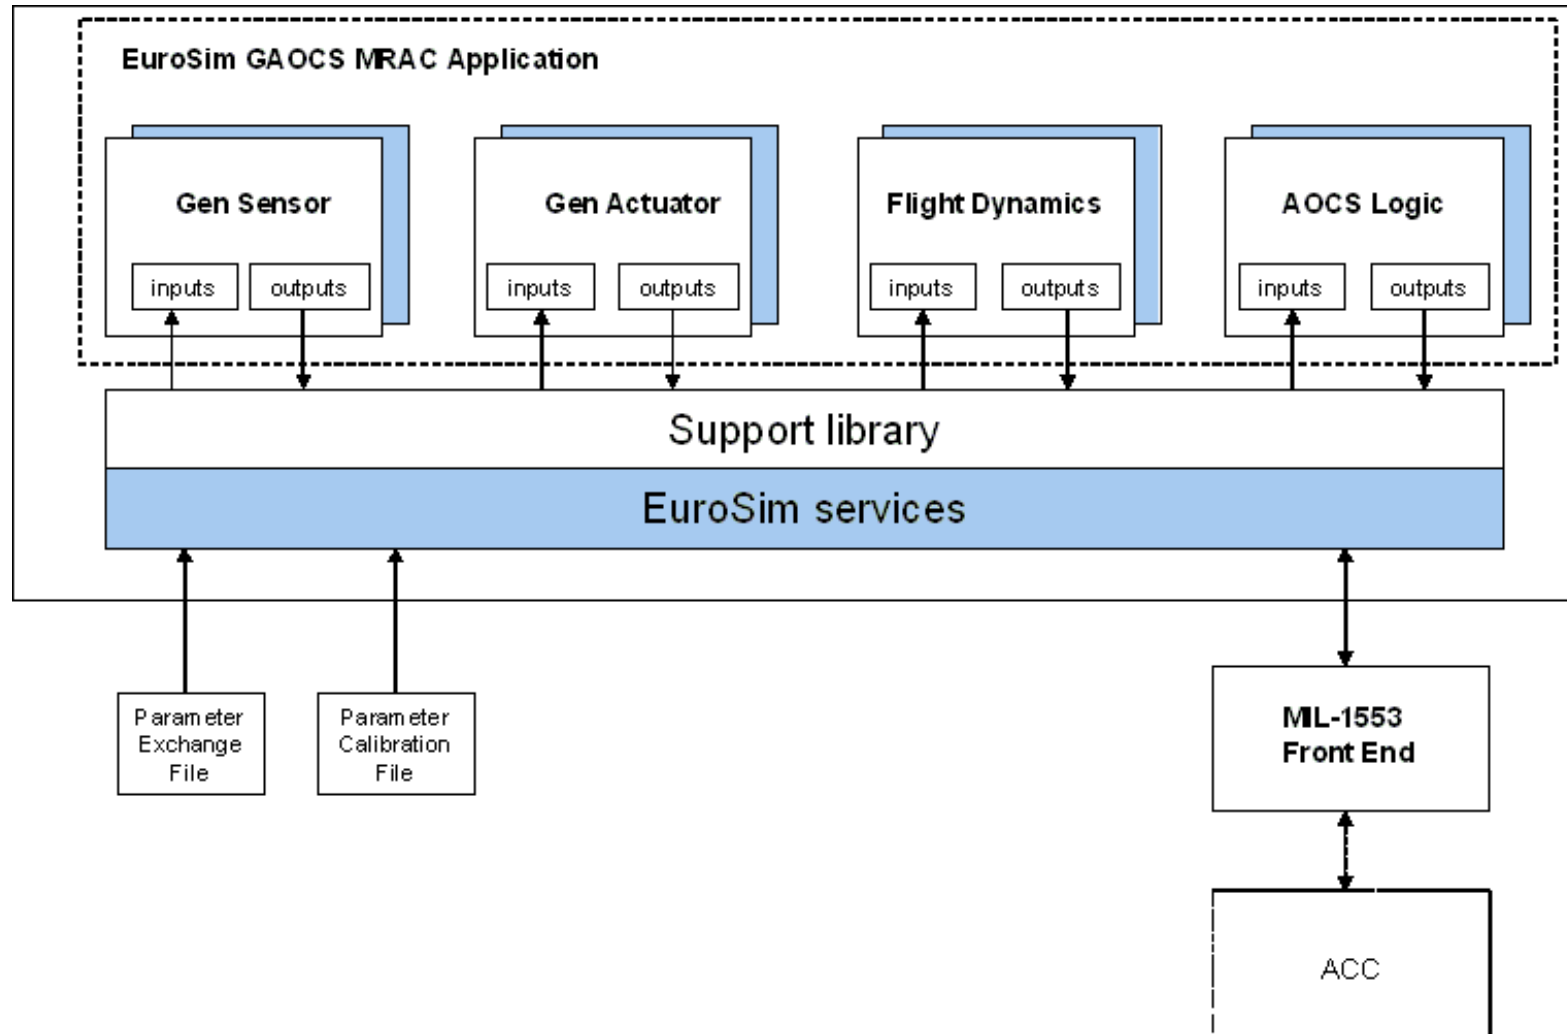 EuroSim GAOCS MRAC Application
Gen Sensor
Gen Actuator
Flight Dynamics
AOCS Logic
inputs
outputs
inputs
outputs
inputs
outputs
inputs
outputs
Support library
EuroSim services
Parameter
Exchange
File
Parameter
Calibration
File
MIL-1553
Front End
ACC